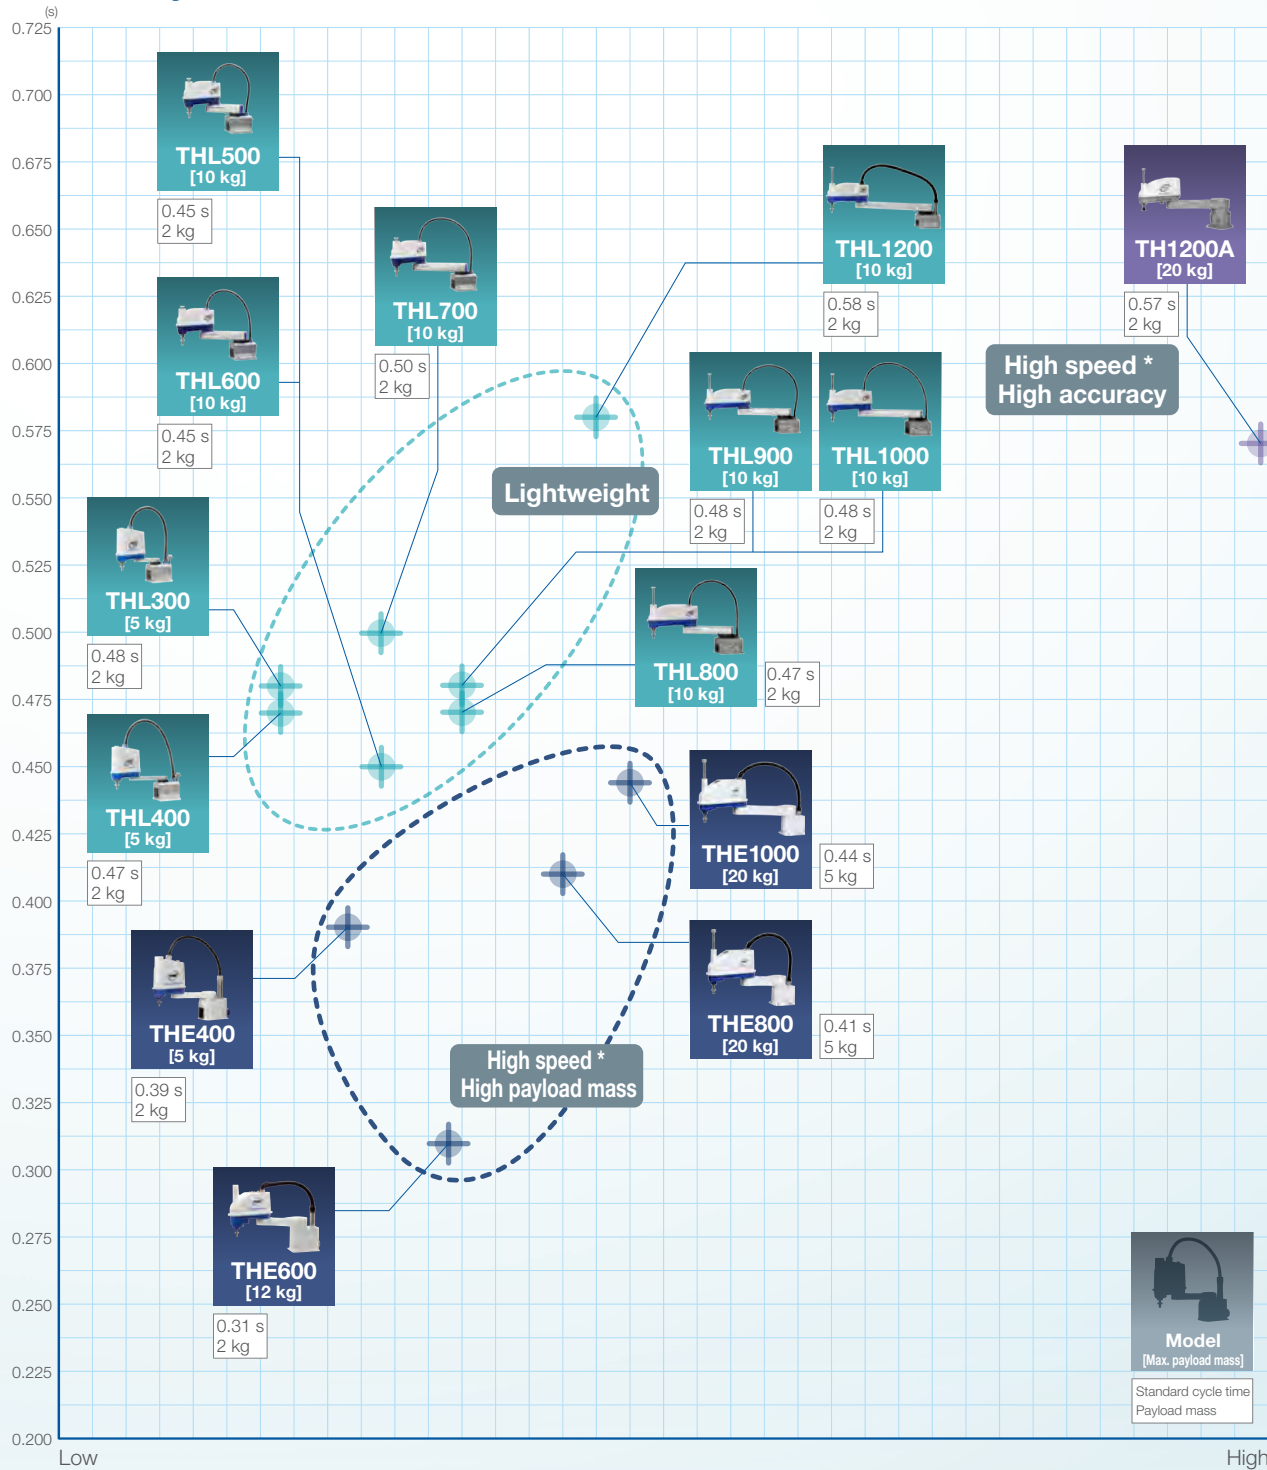 (s)
0.725
0.700
0.675
0.650
0.625
0.600
0.575
0.550
0.525
0.500
0.475
0.450
0.425
0.400
0.375
0.350
0.325
0.300
0.275
0.250
0.225
0.200
Low
High
THL500
[10 kg]
0.45 s
2 kg
THL600
[10 kg]
0.45 s
2 kg
THL700
[10 kg]
0.50 s
2 kg
THL1200
[10 kg]
0.58 s
2 kg
TH1200A
[20 kg]
0.57 s
2 kg
High speed *
High accuracy
THL900
[10 kg]
0.48 s
2 kg
THL1000
[10 kg]
0.48 s
2 kg
Lightweight
THL300
[5 kg]
0.48 s
2 kg
THL800
[10 kg]
0.47 s
2 kg
THL400
[5 kg]
0.47 s
2 kg
THE1000
[20 kg]
0.44 s
5 kg
THE400
[5 kg]
0.39 s
2 kg
THE800
[20 kg]
0.41 s
5 kg
High speed *
High payload mass
THE600
[12 kg]
0.31 s
2 kg
Model
[Max. payload mass]
Standard cycle time
Payload mass